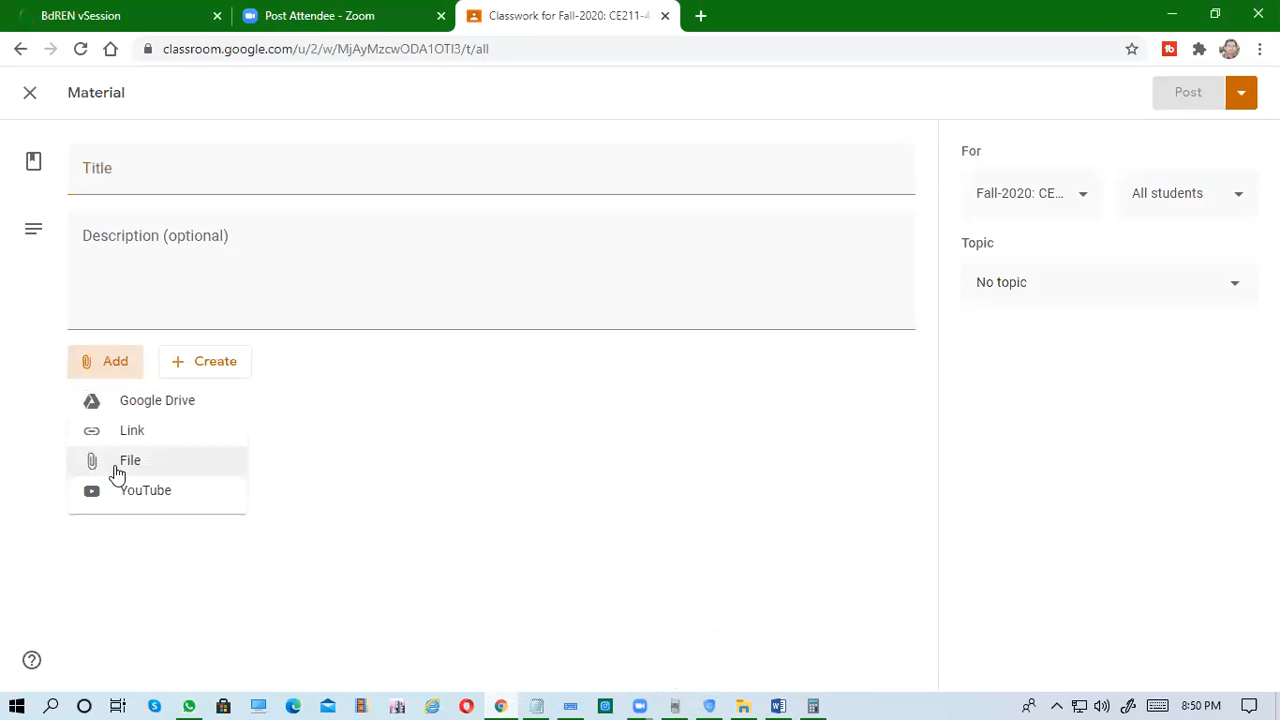 BdREN vSession
Post Attendee - Zoom
Classwork for Fall-2020: CE211-4
classroom.google.com/u/2/w/MjAyMzcwODA1OTI3/t/all
Material
Post
Title
For
Fall-2020: CE...
All students
Description (optional)
Topic
No topic
Add
Create
Google Drive
Link
File
YouTube
8:50 PM